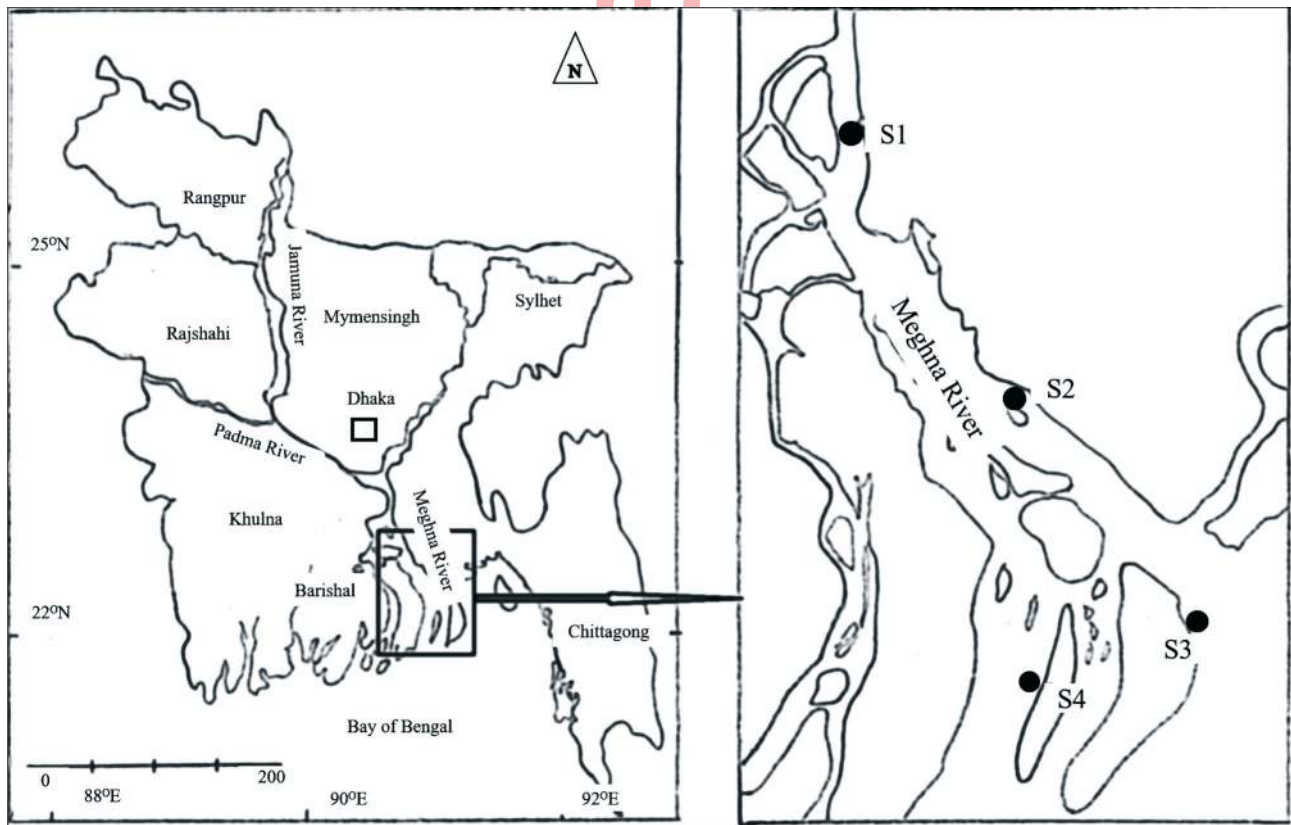 N
Rangpur
25°N
Jamuna River
Sylhet
Mymensingh
Rajshahi
Dhaka
Padma River
Khulna
Meghna River
Barishal
22°N
Chittagong
Bay of Bengal
0
200
88°E
90°E
92°E
S1
Meghna River
S2
S3
S4